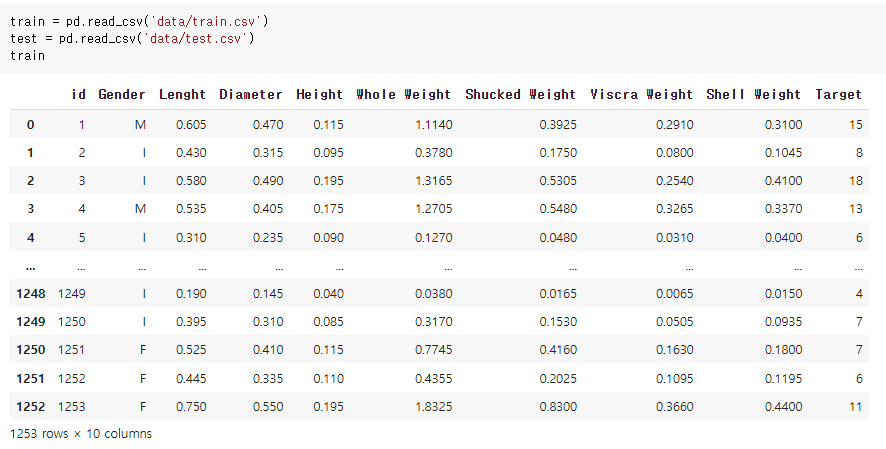 train = pd.read_csv('data/train.csv')
test = pd.read_csv('data/test.csv')
train
id Gender Lenght Diameter Height Whole Weight Shucked Weight Viscra Weight Shell Weight Target
0 1 M 0.605 0.470 0.115 1.1140 0.3925 0.2910 0.3100 15
1 2 I 0.430 0.315 0.095 0.3780 0.1750 0.0800 0.1045 8
2 3 I 0.580 0.490 0.195 1.3165 0.5305 0.2540 0.4100 18
3 4 M 0.535 0.405 0.175 1.2705 0.5480 0.3265 0.3370 13
4 5 I 0.310 0.235 0.090 0.1270 0.0480 0.0310 0.0400 6
... ... ... ... ... ... ... ... ... ... ...
1248 1249 I 0.190 0.145 0.040 0.0380 0.0165 0.0065 0.0150 4
1249 1250 I 0.395 0.310 0.085 0.3170 0.1530 0.0505 0.0935 7
1250 1251 F 0.525 0.410 0.115 0.7745 0.4160 0.1630 0.1800 7
1251 1252 F 0.445 0.335 0.110 0.4355 0.2025 0.1095 0.1195 6
1252 1253 F 0.750 0.550 0.195 1.8325 0.8300 0.3660 0.4400 11
1253 rows × 10 columns